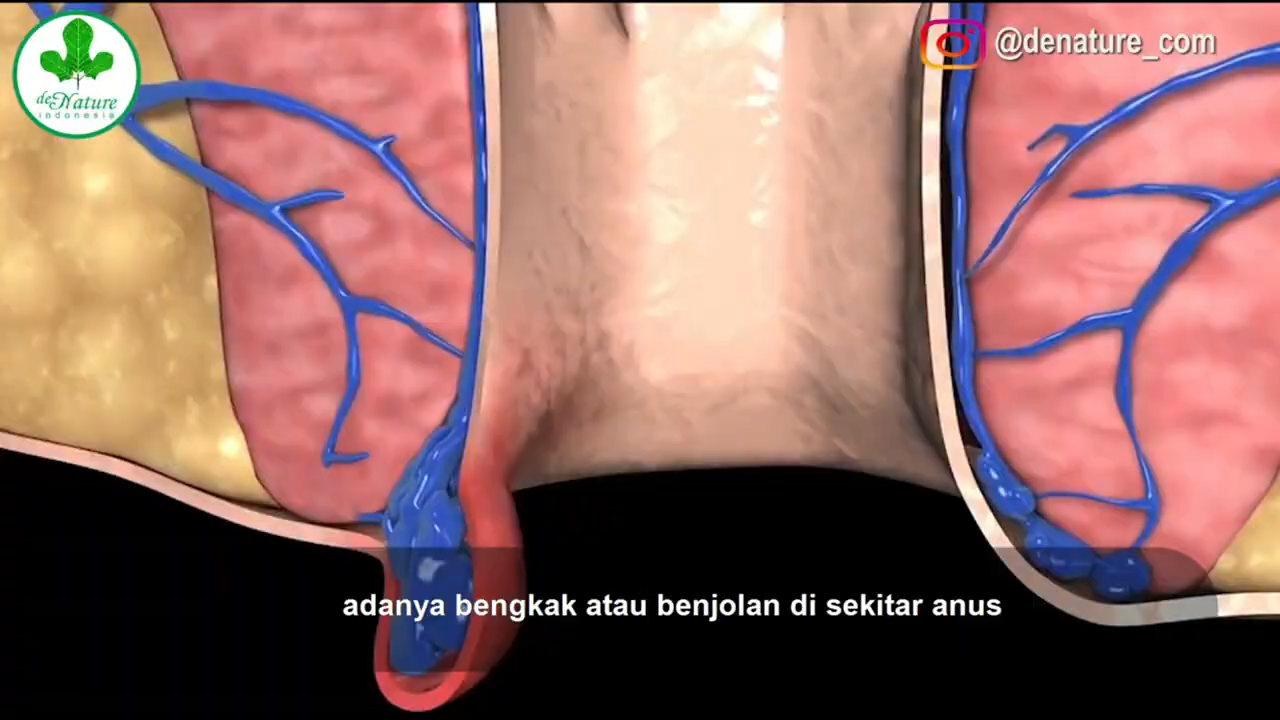 deNature
indonesia
@denature_com
adanya bengkak atau benjolan di sekitar anus